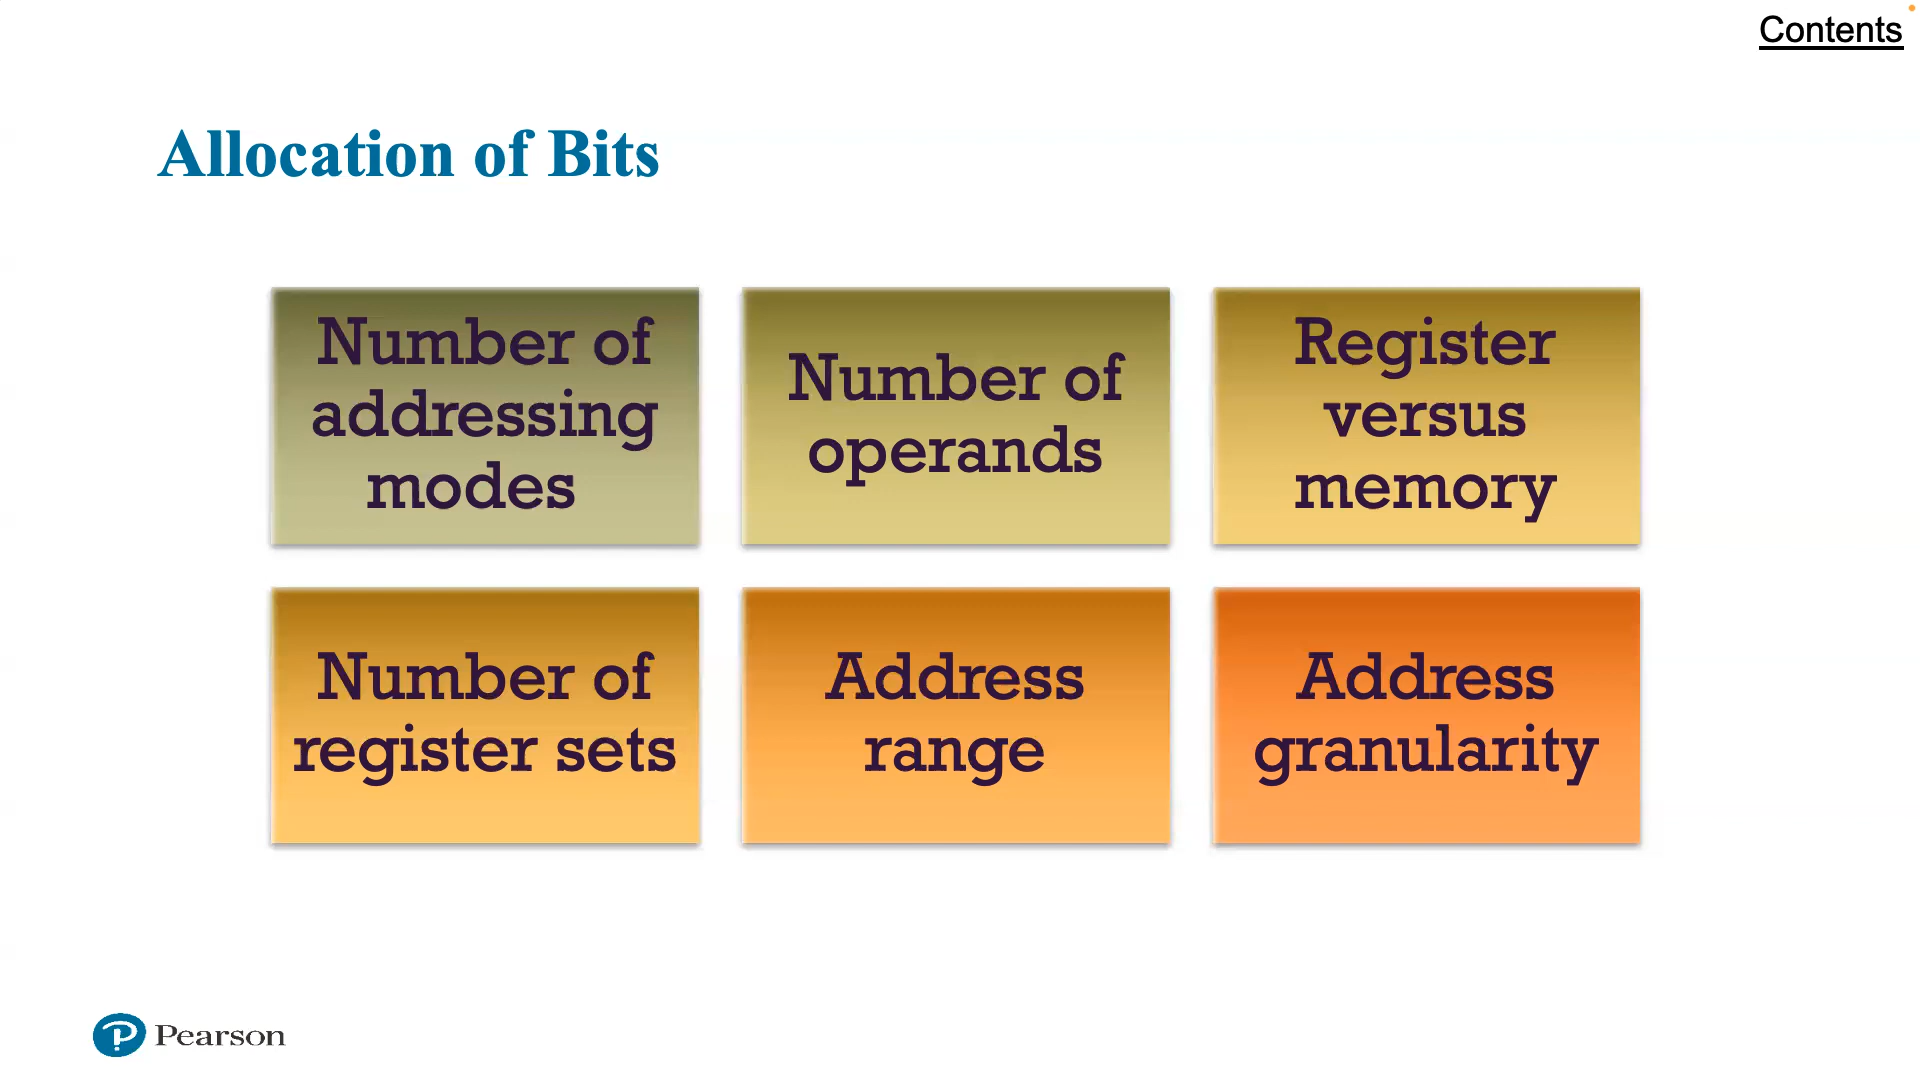 Contents
Allocation of Bits
Number of
addressing
modes
Number of
operands
Register
versus
memory
Number of
register sets
Address
range
Address
granularity
Pearson